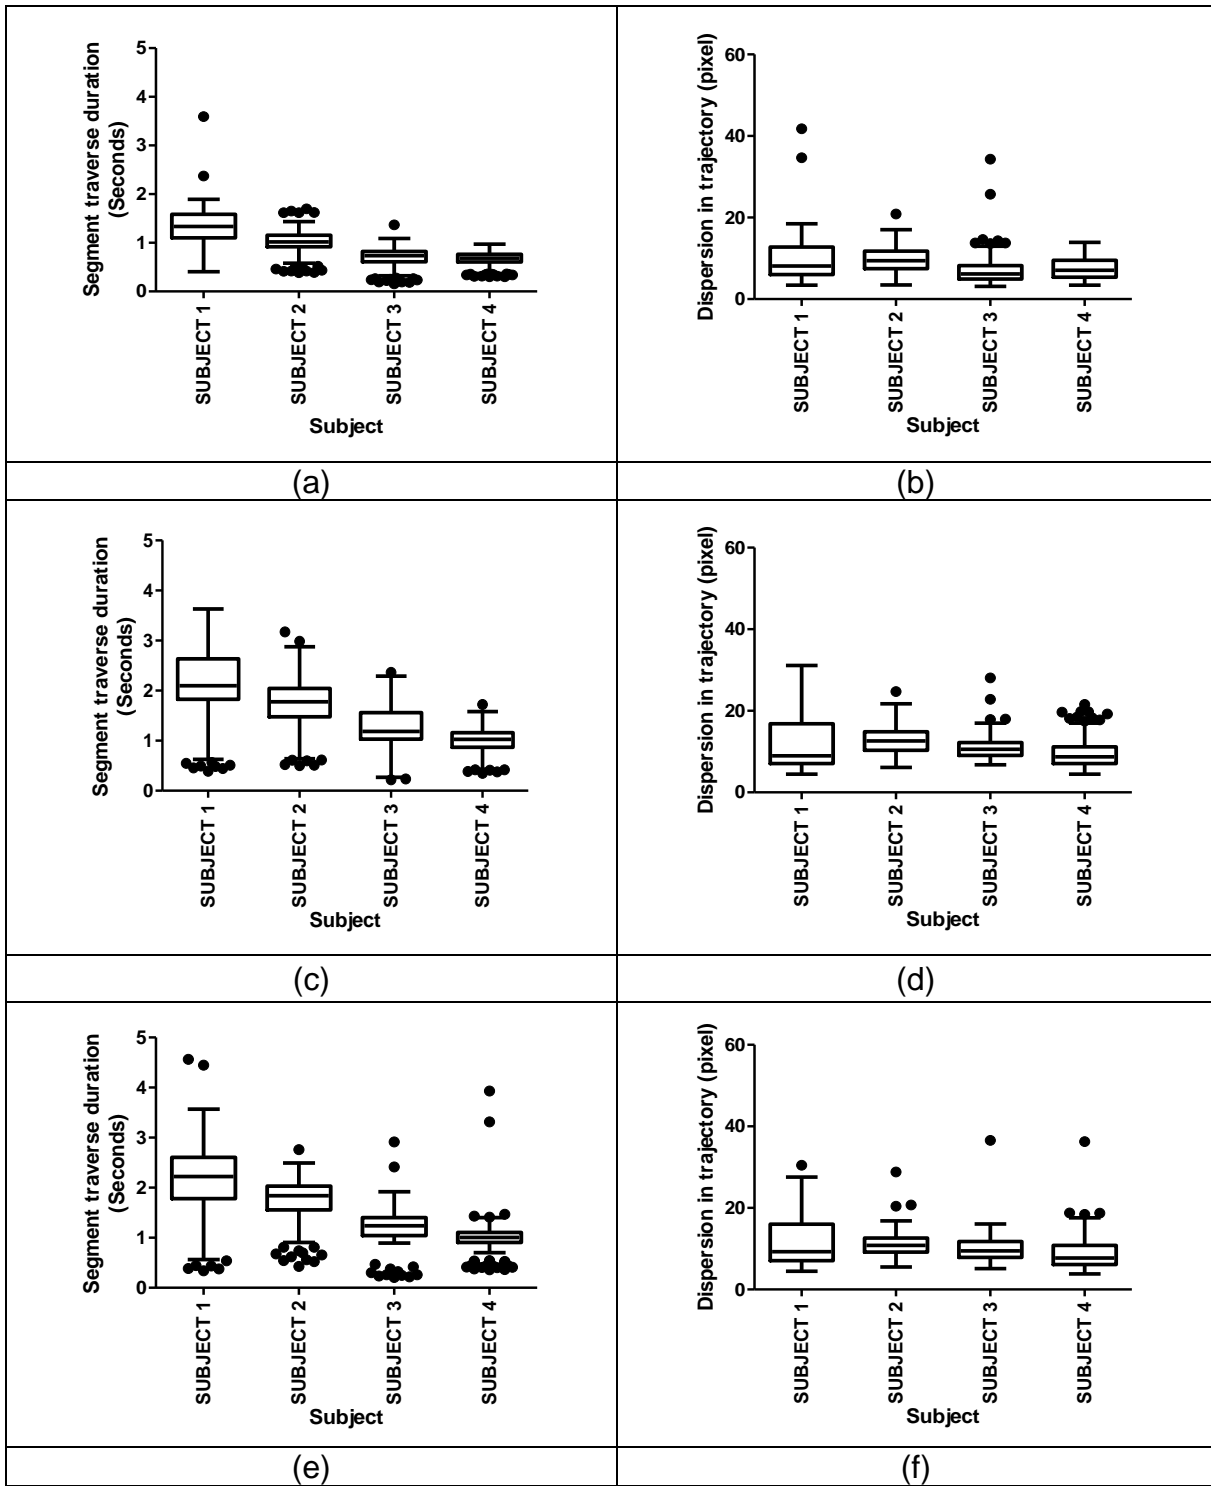 Segment traverse duration
(Seconds)
5
4
3
2
1
0
SUBJECT 1
SUBJECT 2
SUBJECT 3
SUBJECT 4
Subject
Dispersion in trajectory (pixel)
60
40
20
0
SUBJECT 1
SUBJECT 2
SUBJECT 3
SUBJECT 4
Subject
(a)
(b)
Segment traverse duration
(Seconds)
5
4
3
2
1
0
SUBJECT 1
SUBJECT 2
SUBJECT 3
SUBJECT 4
Subject
Dispersion in trajectory (pixel)
60
40
20
0
SUBJECT 1
SUBJECT 2
SUBJECT 3
SUBJECT 4
Subject
(c)
(d)
Segment traverse duration
(Seconds)
5
4
3
2
1
0
SUBJECT 1
SUBJECT 2
SUBJECT 3
SUBJECT 4
Subject
Dispersion in trajectory (pixel)
60
40
20
0
SUBJECT 1
SUBJECT 2
SUBJECT 3
SUBJECT 4
Subject
(e)
(f)